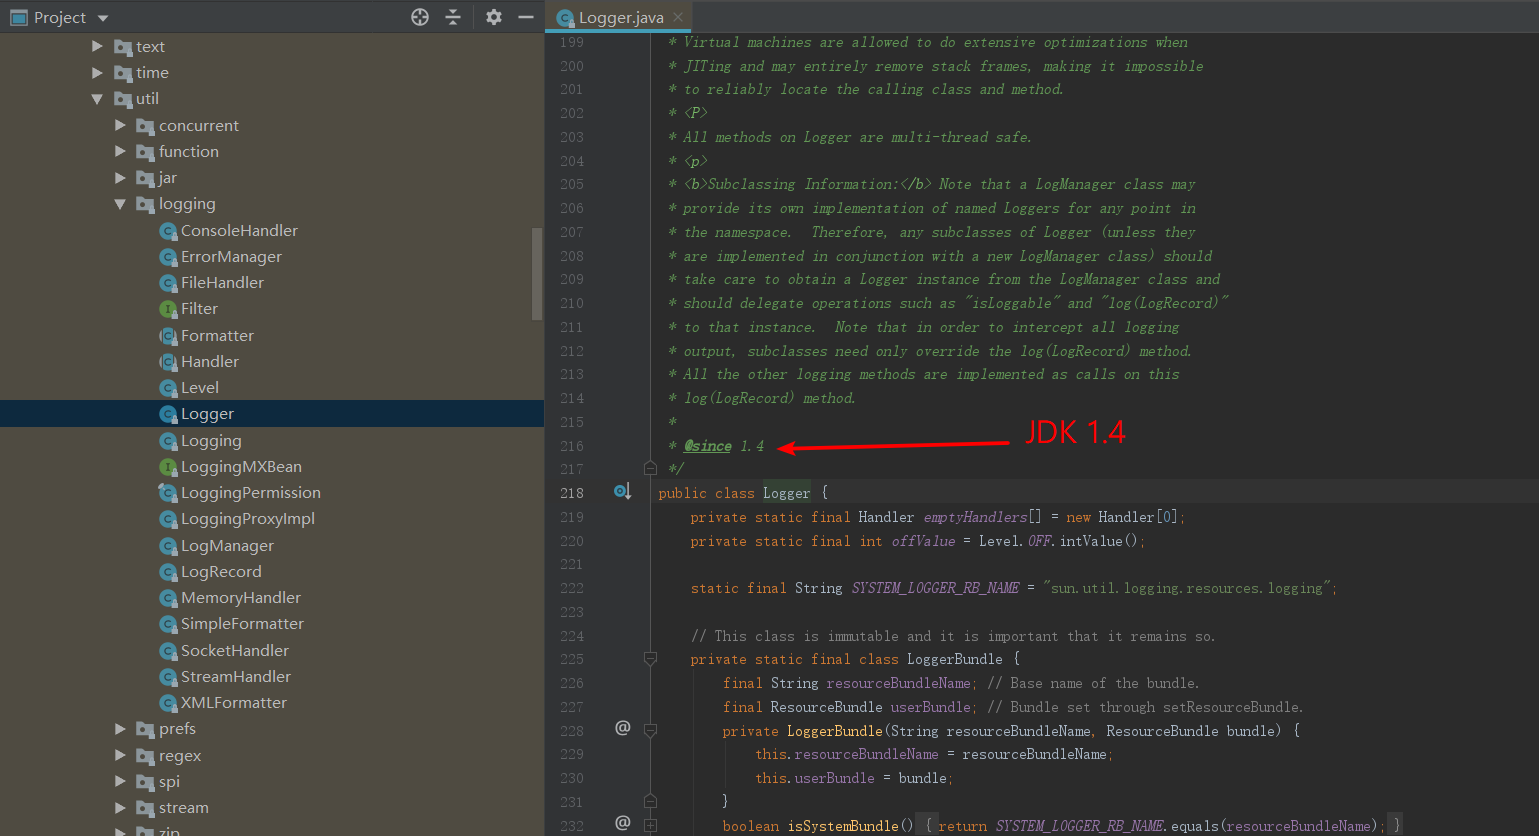 Project
text
time
util
concurrent
function
jar
logging
ConsoleHandler
ErrorManager
FileHandler
Filter
Formatter
Handler
Level
Logger
Logging
LoggingMXBean
LoggingPermission
LoggingProxyImpl
LogManager
LogRecord
MemoryHandler
SimpleFormatter
SocketHandler
StreamHandler
XMLFormatter
prefs
regex
spi
stream
zip
Logger.java
199 * Virtual machines are allowed to do extensive optimizations when
200 * JITing and may entirely remove stack frames, making it impossible
201 * to reliably locate the calling class and method.
202 * <P>
203 * All methods on Logger are multi-thread safe.
204 * <p>
205 * <b>Subclassing Information:</b> Note that a LogManager class may
206 * provide its own implementation of named Loggers for any point in
207 * the namespace.  Therefore, any subclasses of Logger (unless they
208 * are implemented in conjunction with a new LogManager class) should
209 * take care to obtain a Logger instance from the LogManager class and
210 * should delegate operations such as "isLoggable" and "log(LogRecord)"
211 * to that instance.  Note that in order to intercept all logging
212 * output, subclasses need only override the log(LogRecord) method.
213 * All the other logging methods are implemented as calls on this
214 * log(LogRecord) method.
215 *
216 * @since 1.4 JDK 1.4
217 */
218 public class Logger {
219 private static final Handler emptyHandlers[] = new Handler[0];
220 private static final int offValue = Level.OFF.intValue();
221
222 static final String SYSTEM_LOGGER_RB_NAME = "sun.util.logging.resources.logging";
223
224 // This class is immutable and it is important that it remains so.
225 private static final class LoggerBundle {
226 final String resourceBundleName; // Base name of the bundle.
227 final ResourceBundle userBundle; // Bundle set through setResourceBundle.
228 @ private LoggerBundle(String resourceBundleName, ResourceBundle bundle) {
229 this.resourceBundleName = resourceBundleName;
230 this.userBundle = bundle;
231 }
232 @ boolean isSystemBundle() { return SYSTEM_LOGGER_RB_NAME.equals(resourceBundleName); }